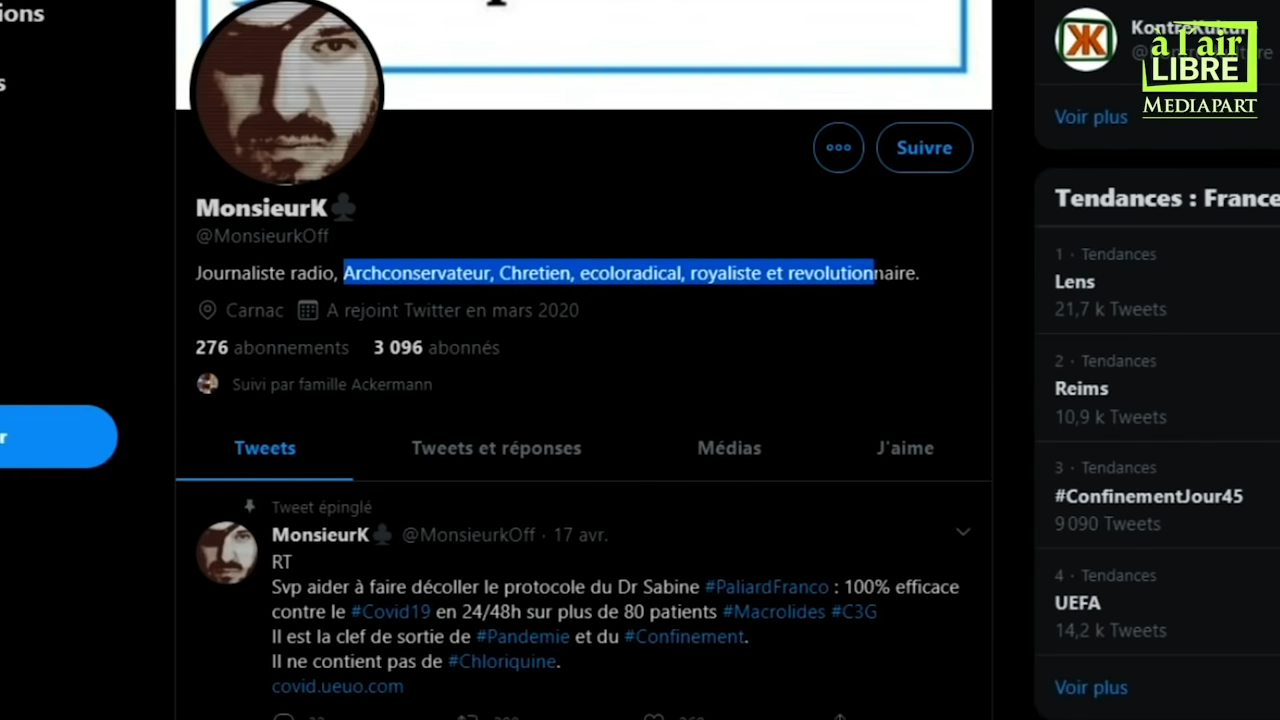 ions
KontreKulture
à l'air
LIBRE
MEDIAPART
s
Voir plus
Suivre
MonsieurK♣
@MonsieurkOff
Journaliste radio, Archconservateur, Chretien, ecoloradical, royaliste et revolutionnaire.
Carnac A rejoint Twitter en mars 2020
276 abonnements 3 096 abonnés
Suivi par famille Ackermann
r
Tweets Tweets et réponses Médias J'aime
Tweet épinglé
MonsieurK♣ @MonsieurkOff · 17 avr.
RT
Svp aider à faire décoller le protocole du Dr Sabine #PaliardFranco : 100% efficace
contre le #Covid19 en 24/48h sur plus de 80 patients #Macrolides #C3G
Il est la clef de sortie de #Pandemie et du #Confinement.
Il ne contient pas de #Chloriquine.
covid.ueuo.com
Tendances : France
1 · Tendances
Lens
21,7 k Tweets
2 · Tendances
Reims
10,9 k Tweets
3 · Tendances
#ConfinementJour45
9 090 Tweets
4 · Tendances
UEFA
14,2 k Tweets
Voir plus